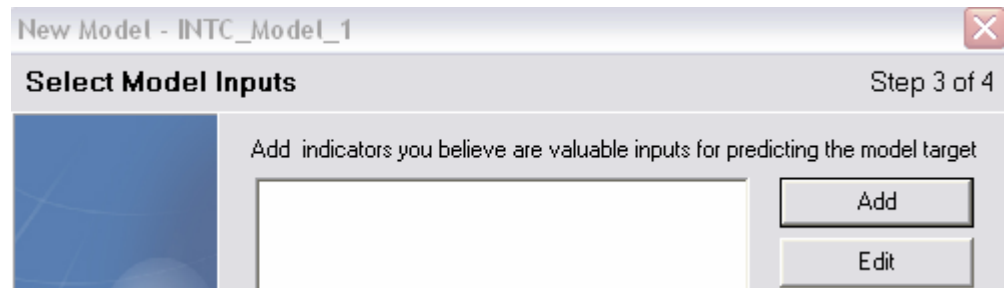 New Model - INTC_Model_1
Select Model Inputs Step 3 of 4
Add indicators you believe are valuable inputs for predicting the model target
Add
Edit